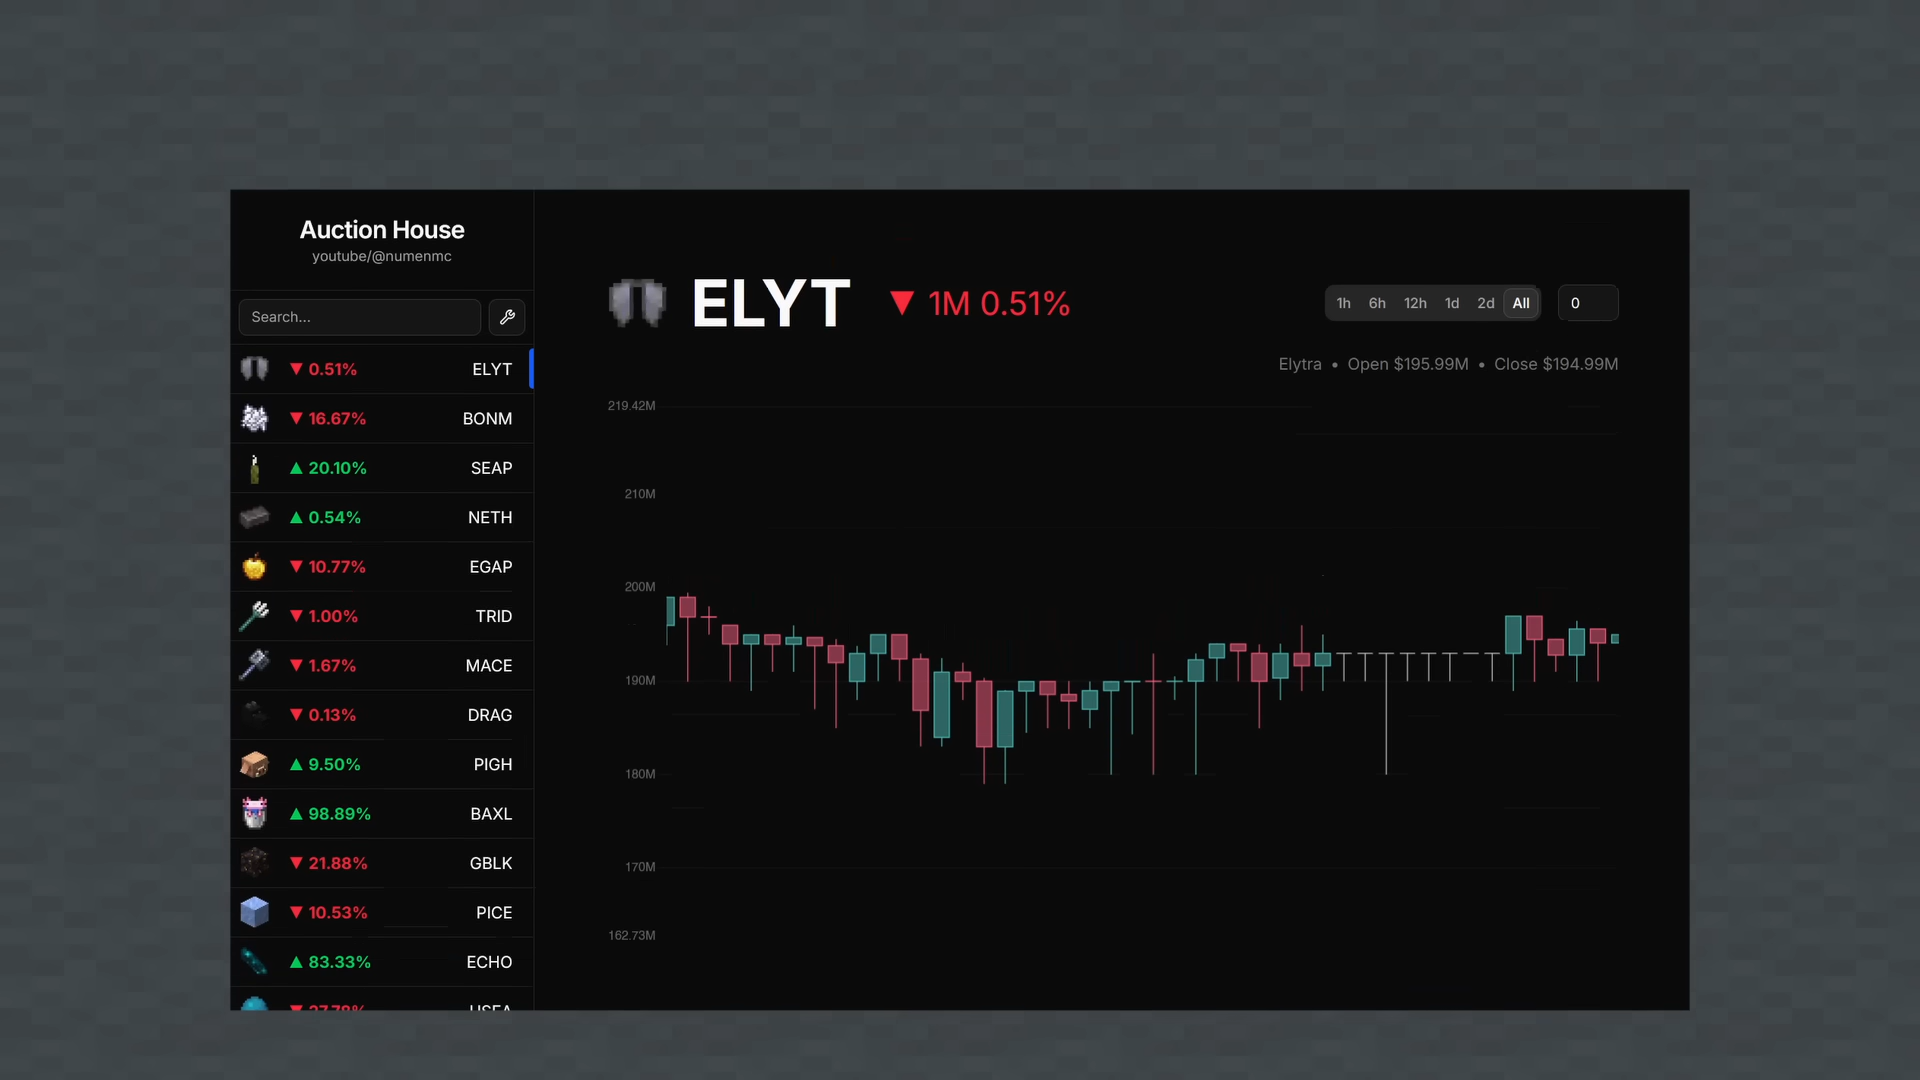 Auction House
youtube/@numenmc
Search...
▼ 0.51% ELYT
▼ 16.67% BONM
▲ 20.10% SEAP
▲ 0.54% NETH
▼ 10.77% EGAP
▼ 1.00% TRID
▼ 1.67% MACE
▼ 0.13% DRAG
▲ 9.50% PIGH
▲ 98.89% BAXL
▼ 21.88% GBLK
▼ 10.53% PICE
▲ 83.33% ECHO
ELYT ▼ 1M 0.51%
1h 6h 12h 1d 2d All 0
Elytra • Open $195.99M • Close $194.99M
219.42M
210M
200M
190M
180M
170M
162.73M